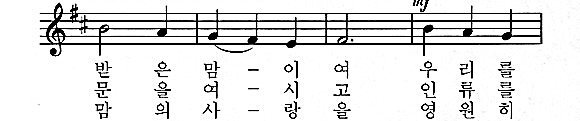 mf
받 은 맘 – 이 여 우 리 를
문 을 여 – 시 고 인 류 를
맘 의 사 – 랑 을 영 원 히